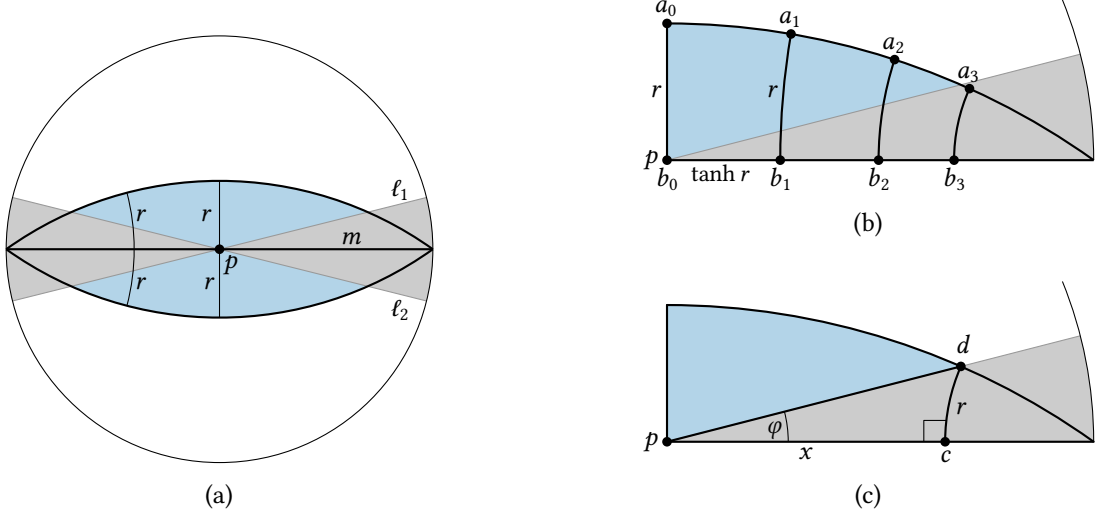 ℓ₁
r r
m
p
r r
ℓ₂
(a)
a₀
a₁
a₂
a₃
r r
p
b₀ tanh r b₁ b₂ b₃
(b)
d
φ r
p
x c
(c)